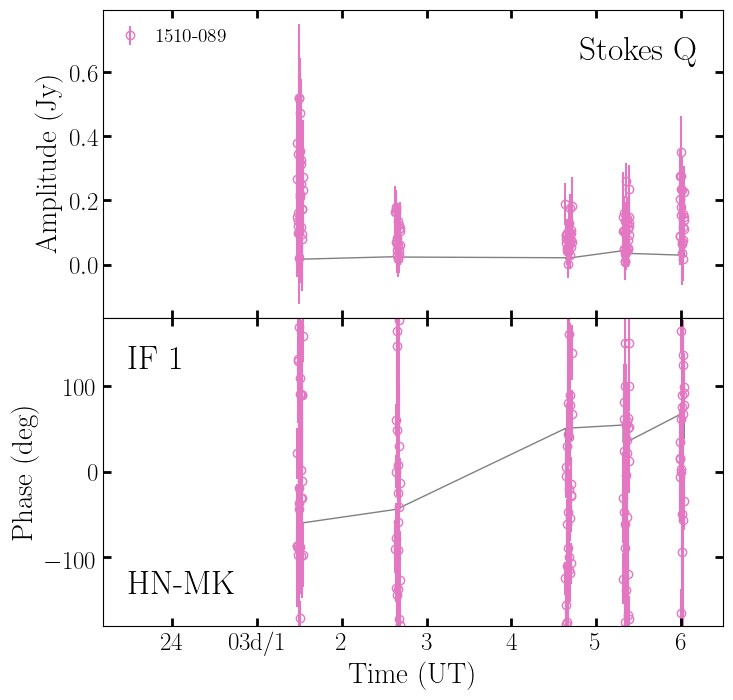 1510-089
Stokes Q
Amplitude (Jy)
0.6
0.4
0.2
0.0
IF 1
Phase (deg)
100
0
−100
HN-MK
24 03d/1 2 3 4 5 6
Time (UT)